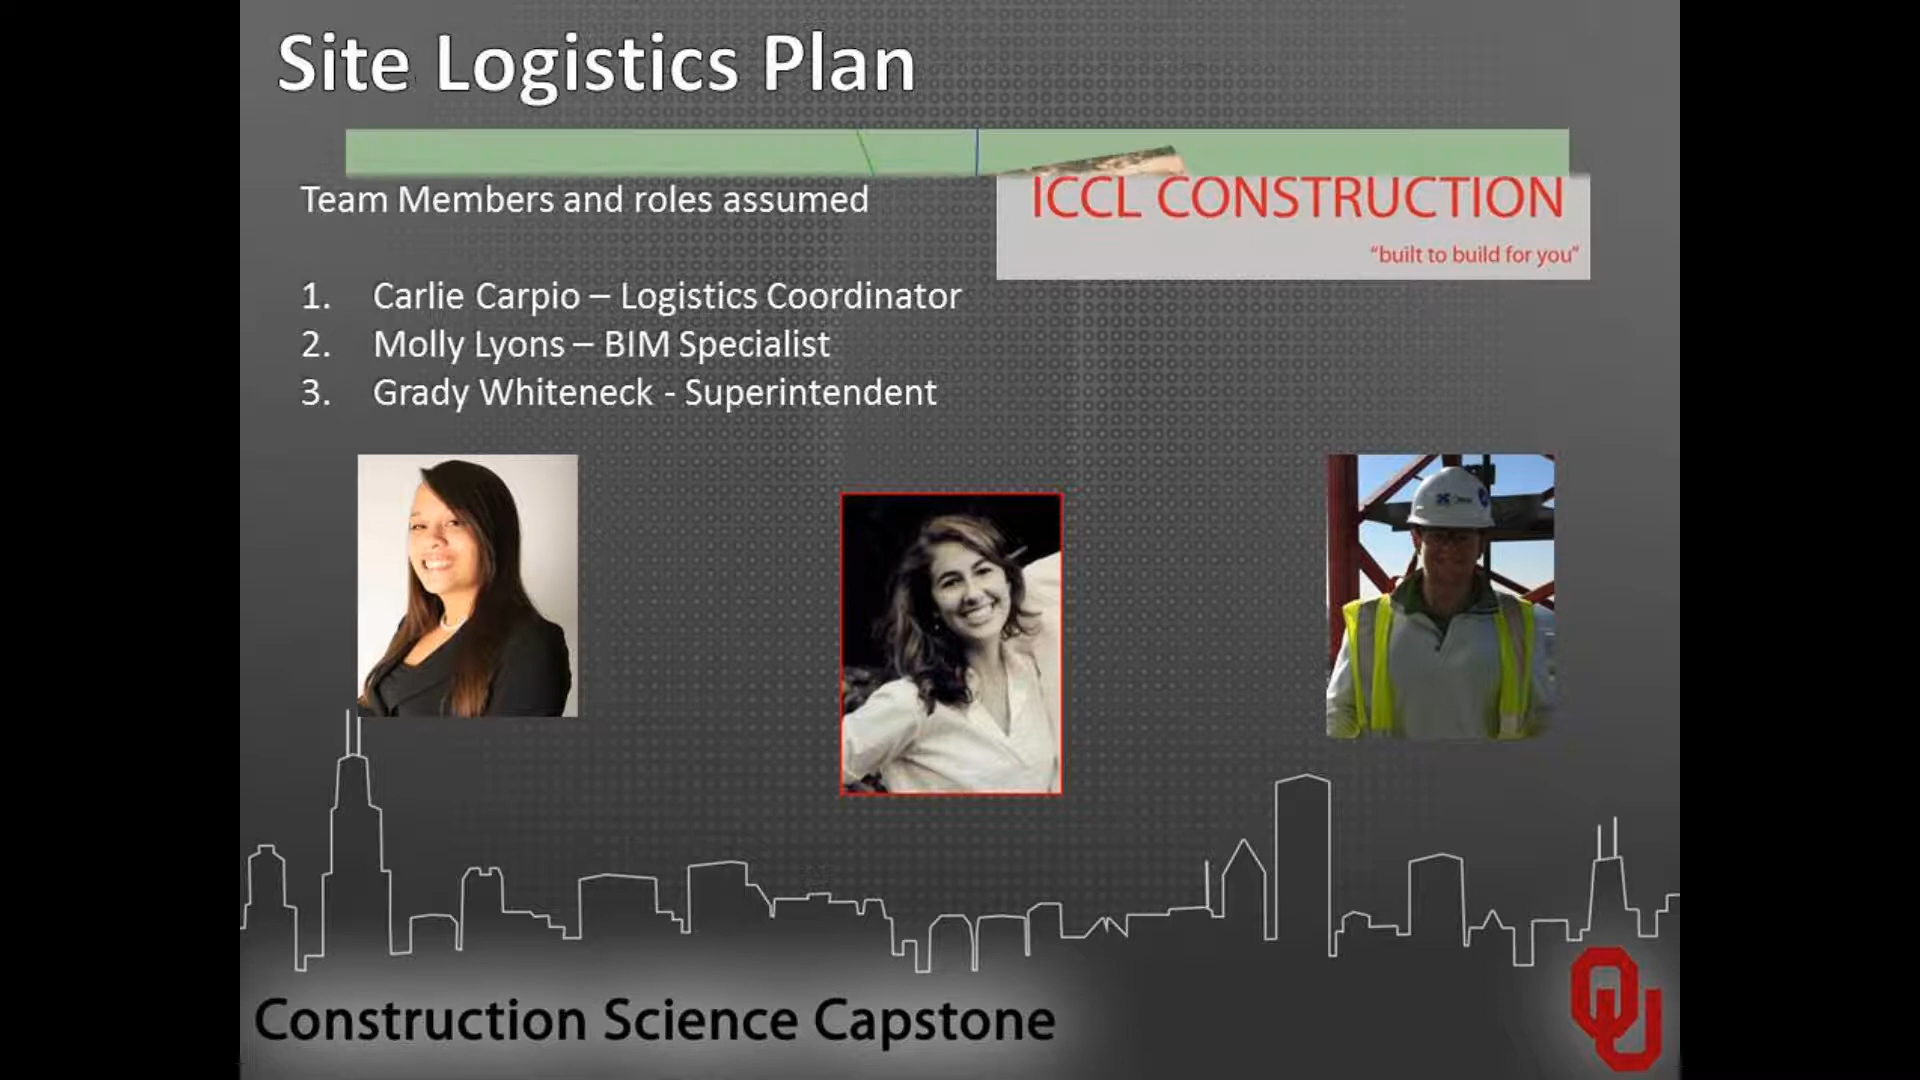 Site Logistics Plan
Team Members and roles assumed
ICCL CONSTRUCTION
"built to build for you"
1. Carlie Carpio – Logistics Coordinator
2. Molly Lyons – BIM Specialist
3. Grady Whiteneck - Superintendent
Construction Science Capstone
OU